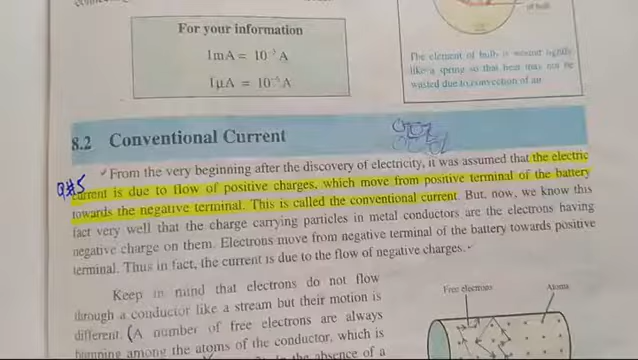 For your information
1mA = 10⁻³ A
1μA = 10⁻⁶ A
of bulb
The element of bulb is wound tightly
like a spring so that heat may not be
wasted due to convection of air.
8.2 Conventional Current
From the very beginning after the discovery of electricity, it was assumed that the electric
Q#5
current is due to flow of positive charges, which move from positive terminal of the battery
towards the negative terminal. This is called the conventional current. But, now, we know this
fact very well that the charge carrying particles in metal conductors are the electrons having
negative charge on them. Electrons move from negative terminal of the battery towards positive
terminal. Thus in fact, the current is due to the flow of negative charges.
Keep in mind that electrons do not flow
through a conductor like a stream but their motion is
different. (A number of free electrons are always
bumping among the atoms of the conductor, which is
the absence of a
Free electrons
Atoms